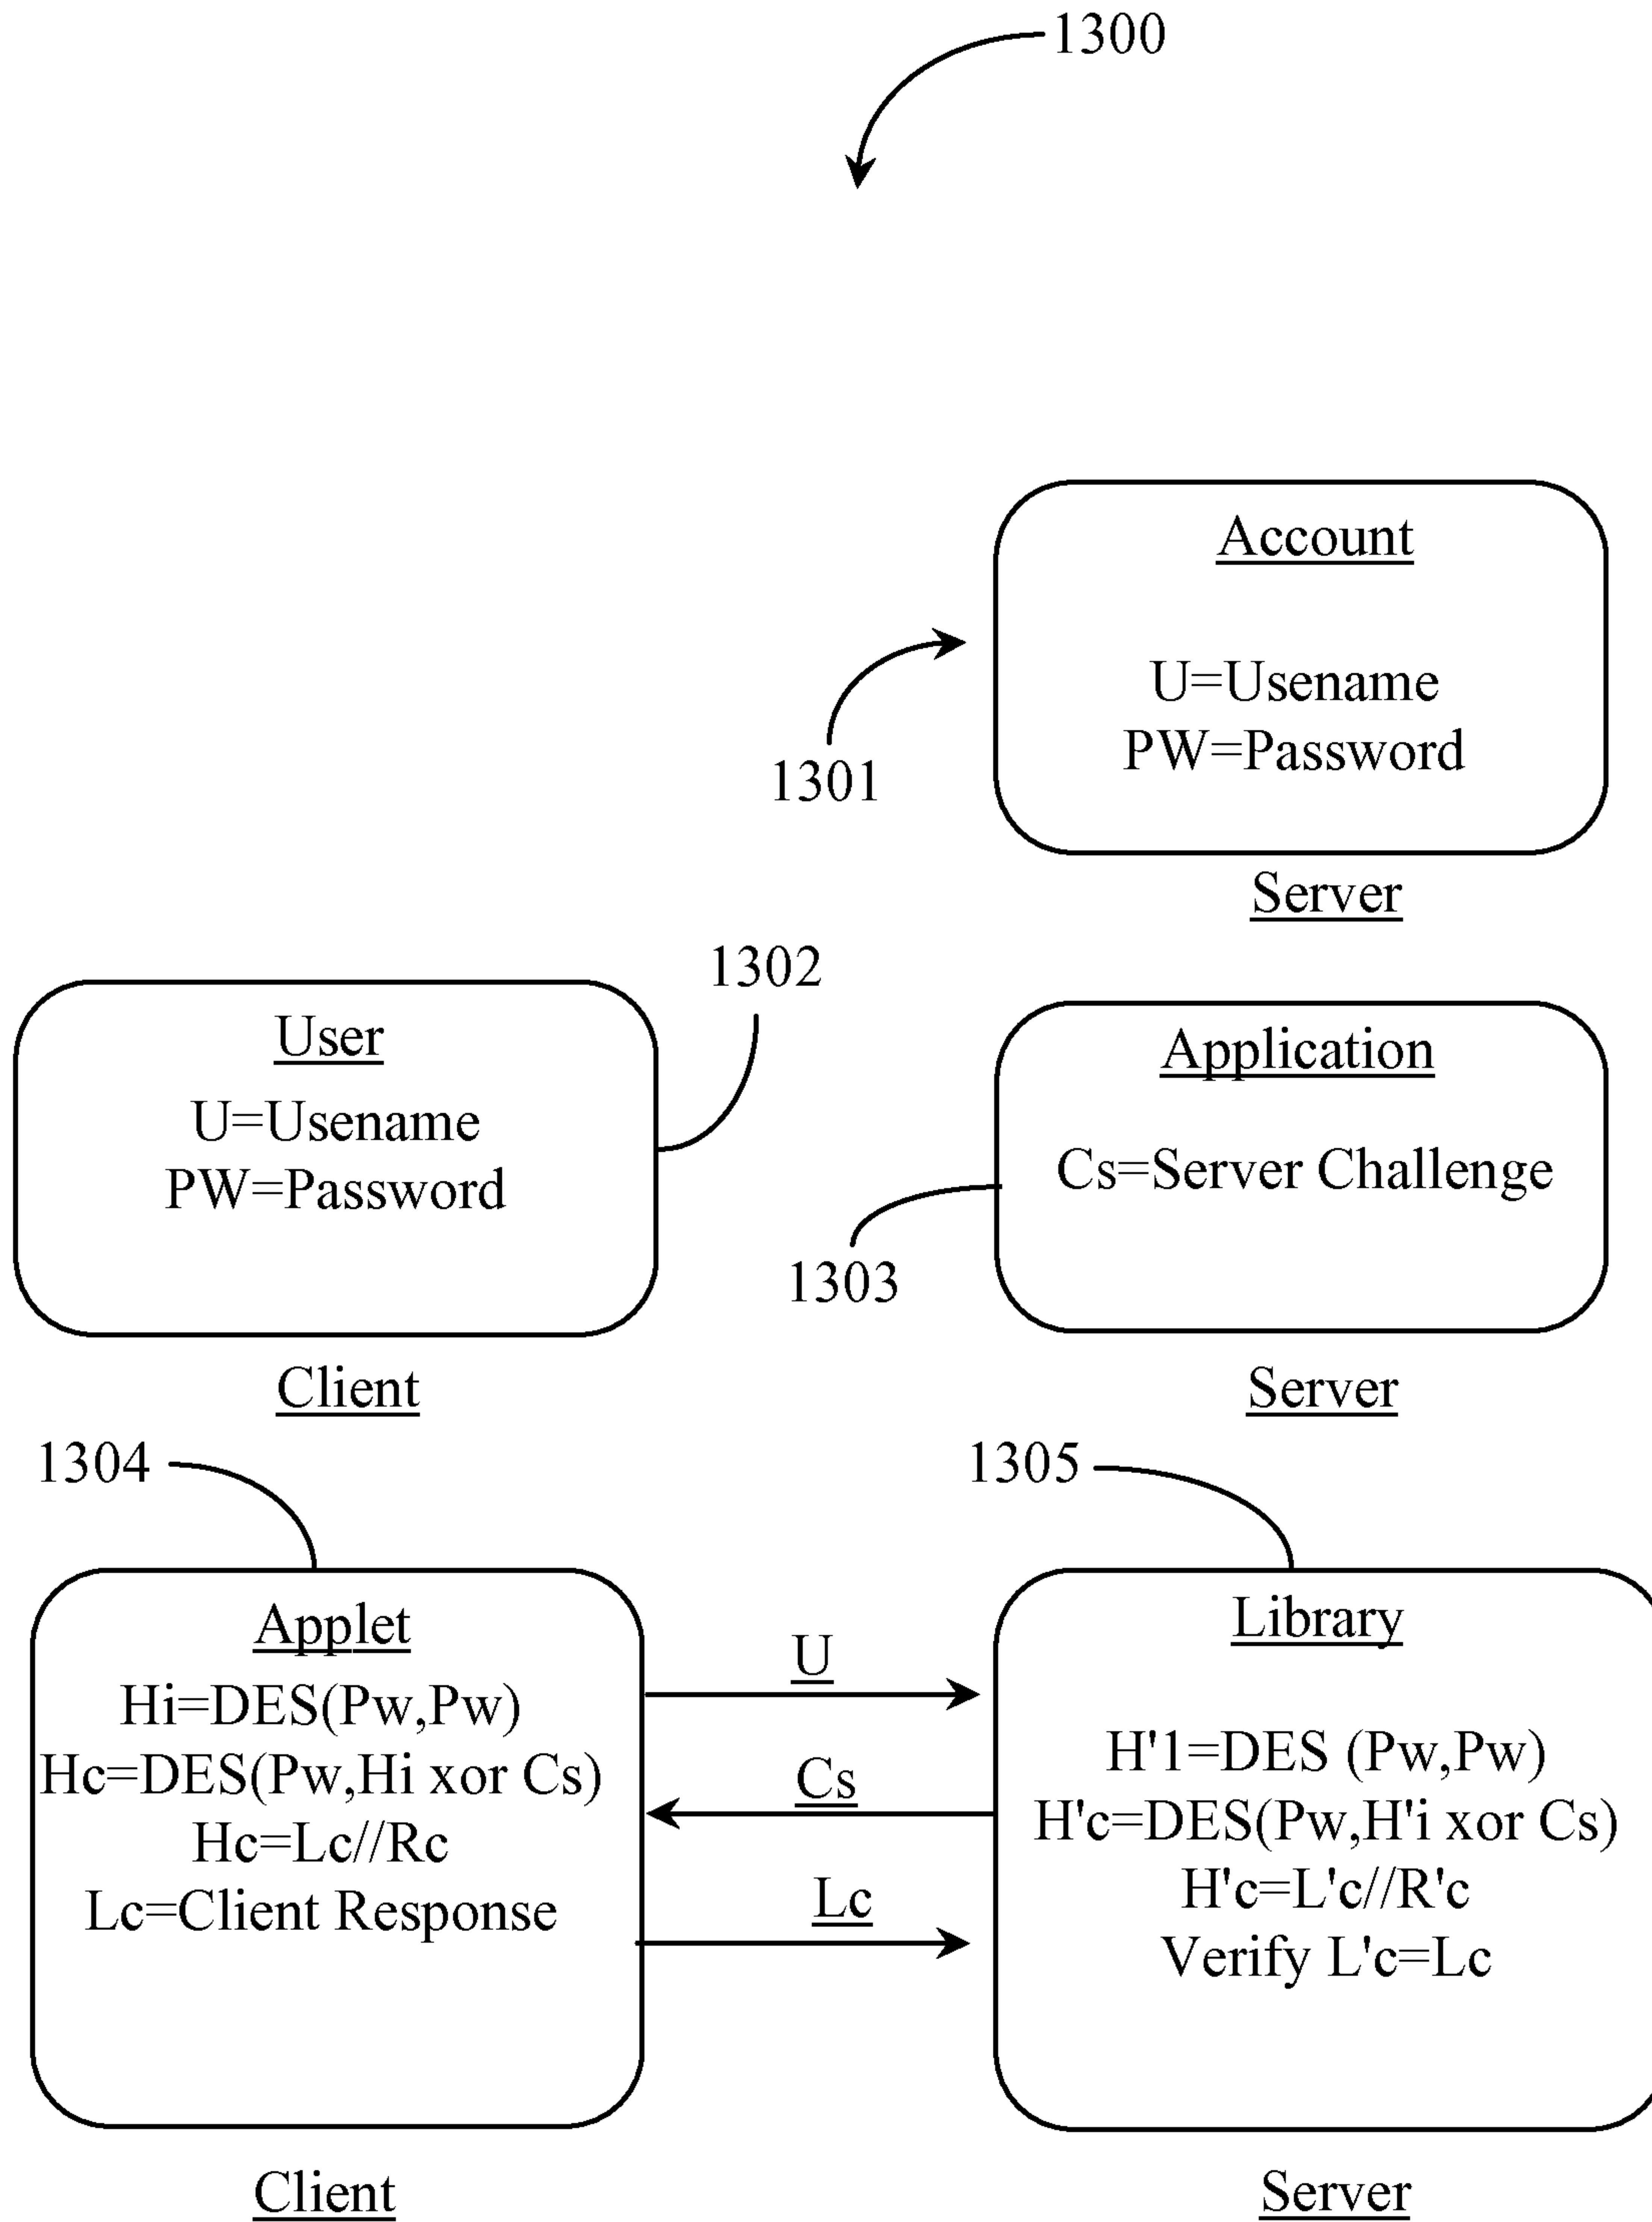 1300
Account
U=Usename
PW=Password
1301
Server
1302
User
U=Usename
PW=Password
Application
Cs=Server Challenge
1303
Client
Server
1304
1305
Applet
Hi=DES(Pw,Pw)
Hc=DES(Pw,Hi xor Cs)
Hc=Lc//Rc
Lc=Client Response
U
Cs
Lc
Library
H'1=DES (Pw,Pw)
H'c=DES(Pw,H'i xor Cs)
H'c=L'c//R'c
Verify L'c=Lc
Client
Server